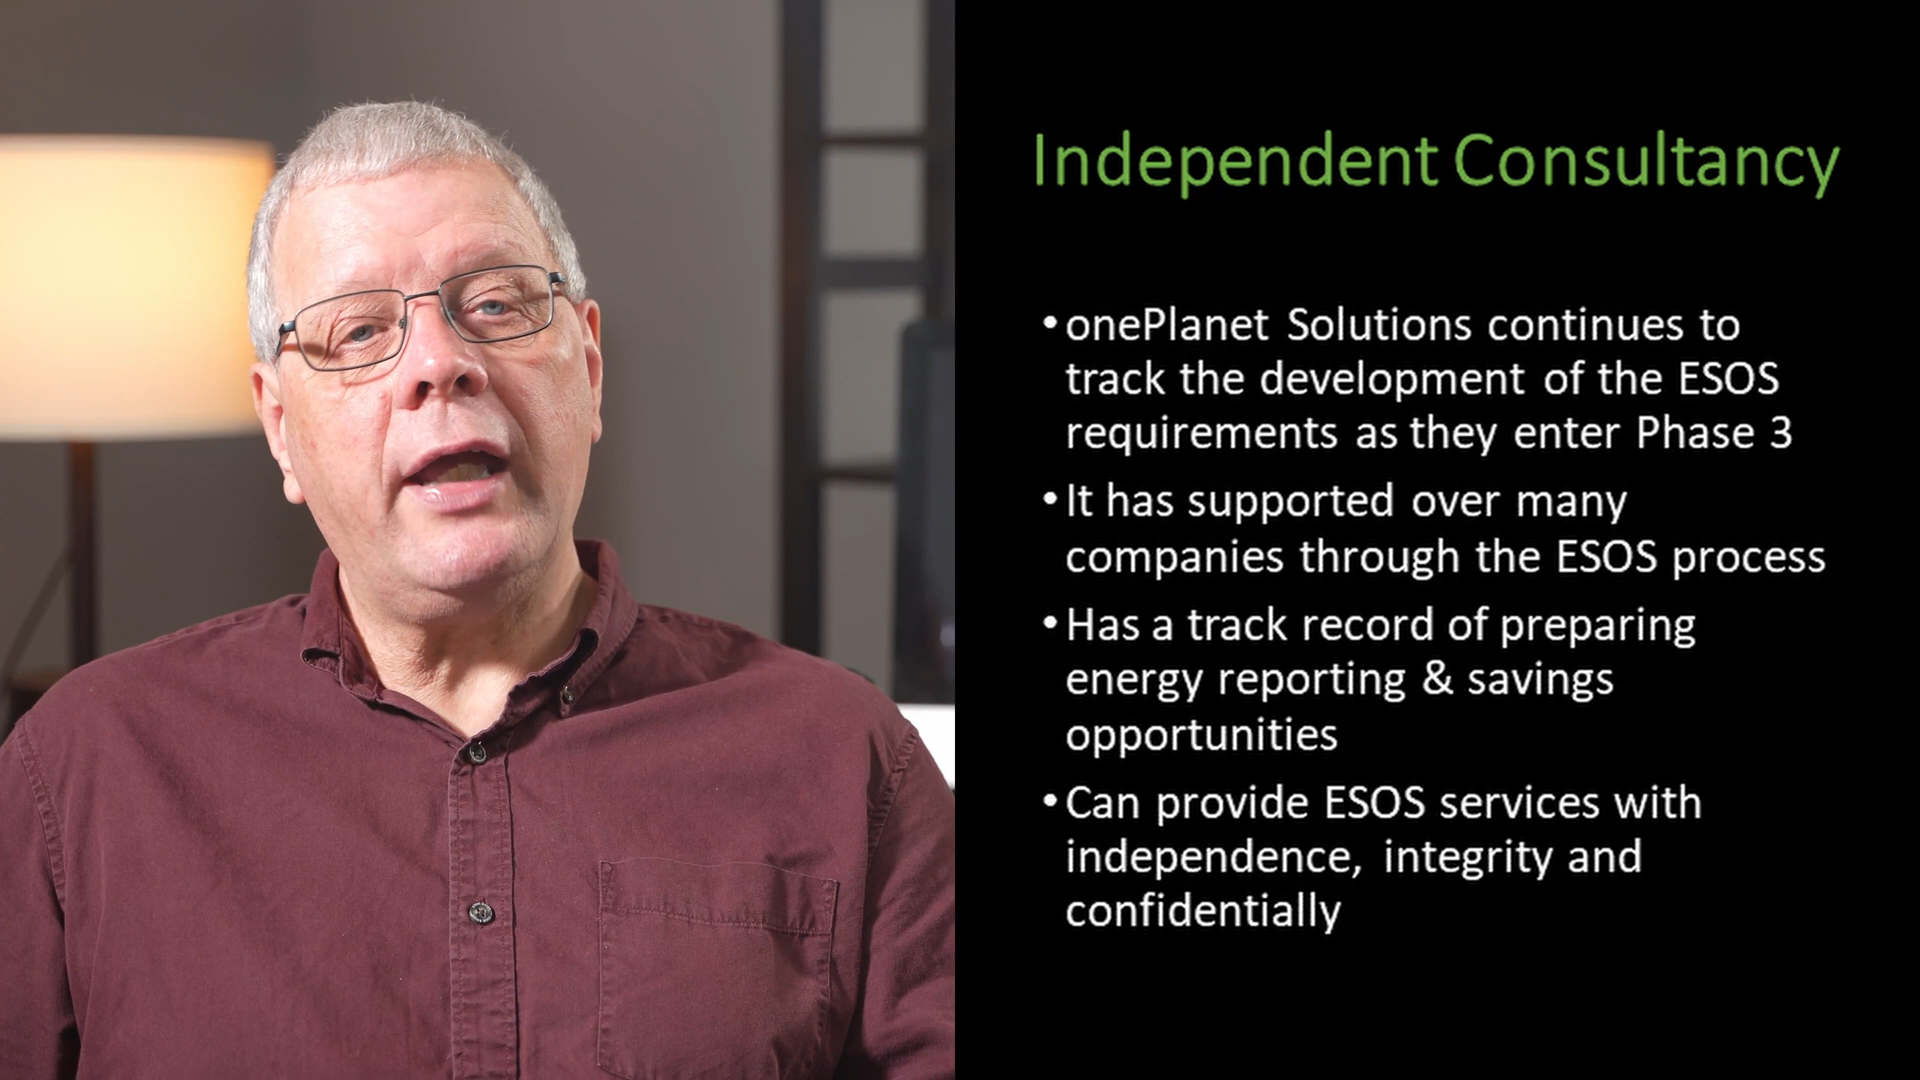 Independent Consultancy
•onePlanet Solutions continues to
track the development of the ESOS
requirements as they enter Phase 3
•It has supported over many
companies through the ESOS process
•Has a track record of preparing
energy reporting & savings
opportunities
•Can provide ESOS services with
independence, integrity and
confidentially